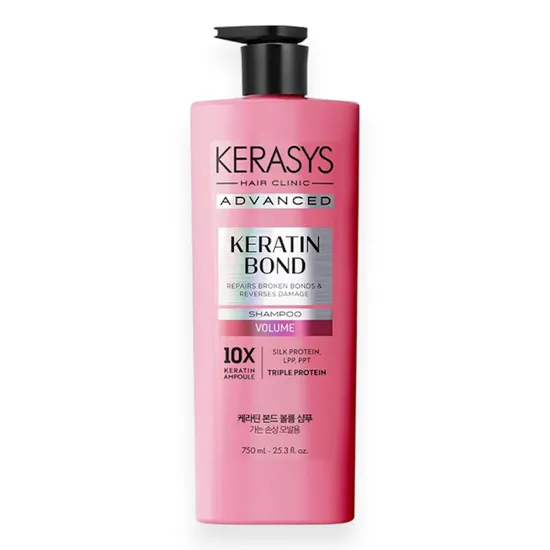 KERASYS
HAIR CLINIC
ADVANCED
KERATIN
BOND
REPAIRS BROKEN BONDS &
REVERSES DAMAGE
SHAMPOO
VOLUME
10X
KERATIN
AMPOULE
SILK PROTEIN,
LPP, PPT
TRIPLE PROTEIN
케라틴 본드 볼륨 샴푸
가는 손상 모발용
750 mL - 25.3 fl. oz.